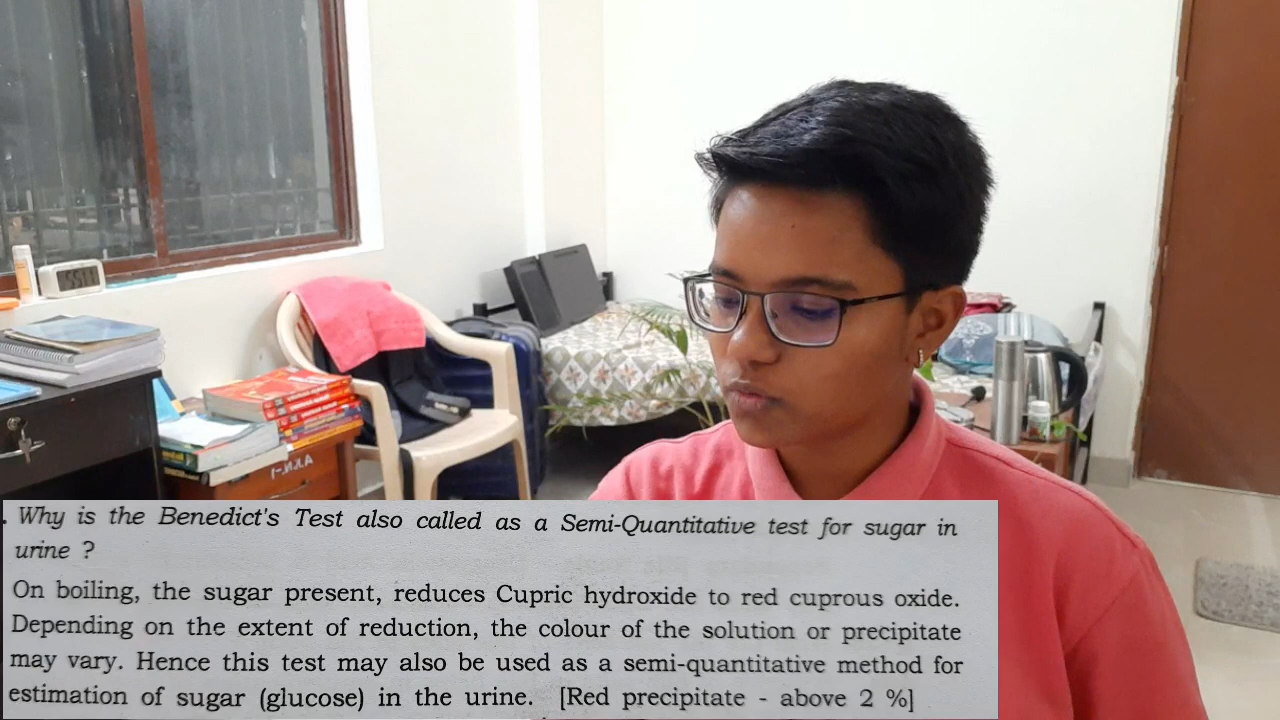 . Why is the Benedict's Test also called as a Semi-Quantitative test for sugar in
urine ?
On boiling, the sugar present, reduces Cupric hydroxide to red cuprous oxide.
Depending on the extent of reduction, the colour of the solution or precipitate
may vary. Hence this test may also be used as a semi-quantitative method for
estimation of sugar (glucose) in the urine. [Red precipitate - above 2 %]